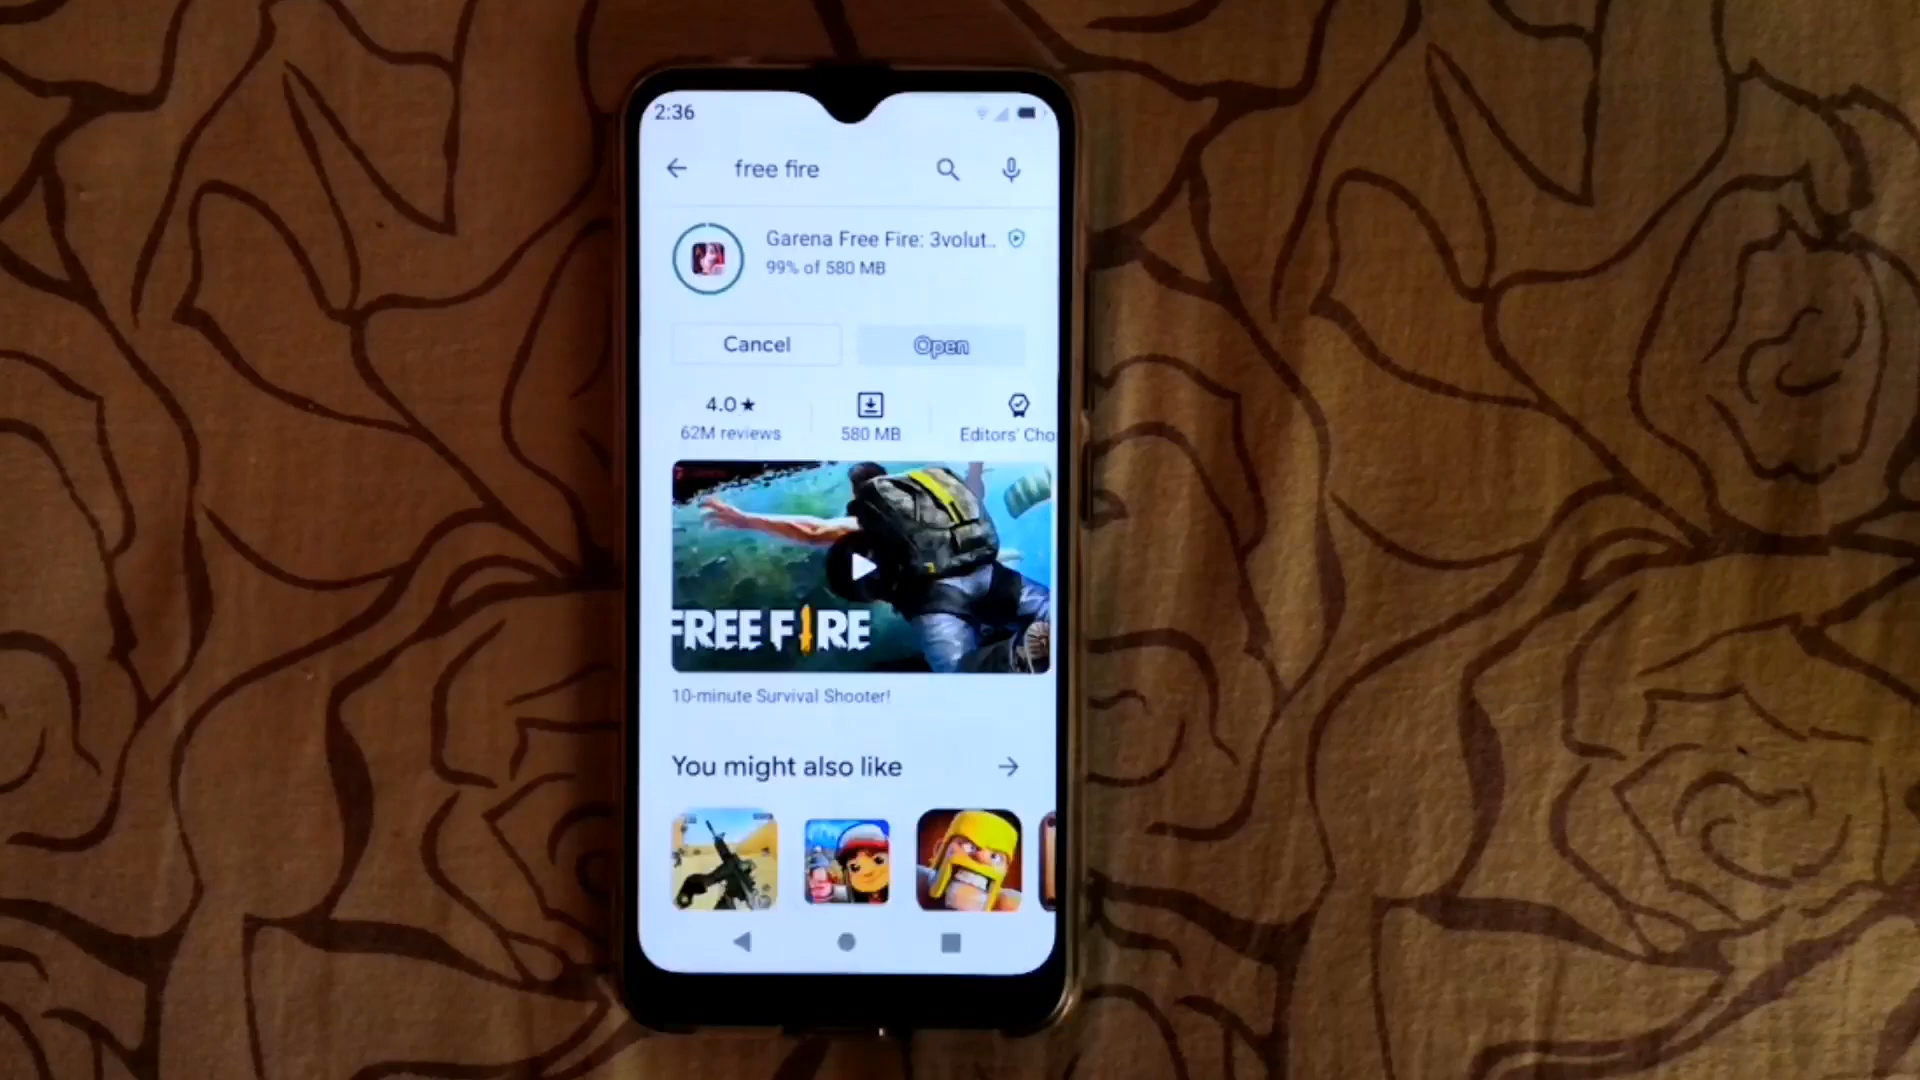 2:36
free fire
Garena Free Fire: 3volut..
99% of 580 MB
Cancel
Open
4.0★
62M reviews
580 MB
Editors' Cho
FREE FIRE
10-minute Survival Shooter!
You might also like